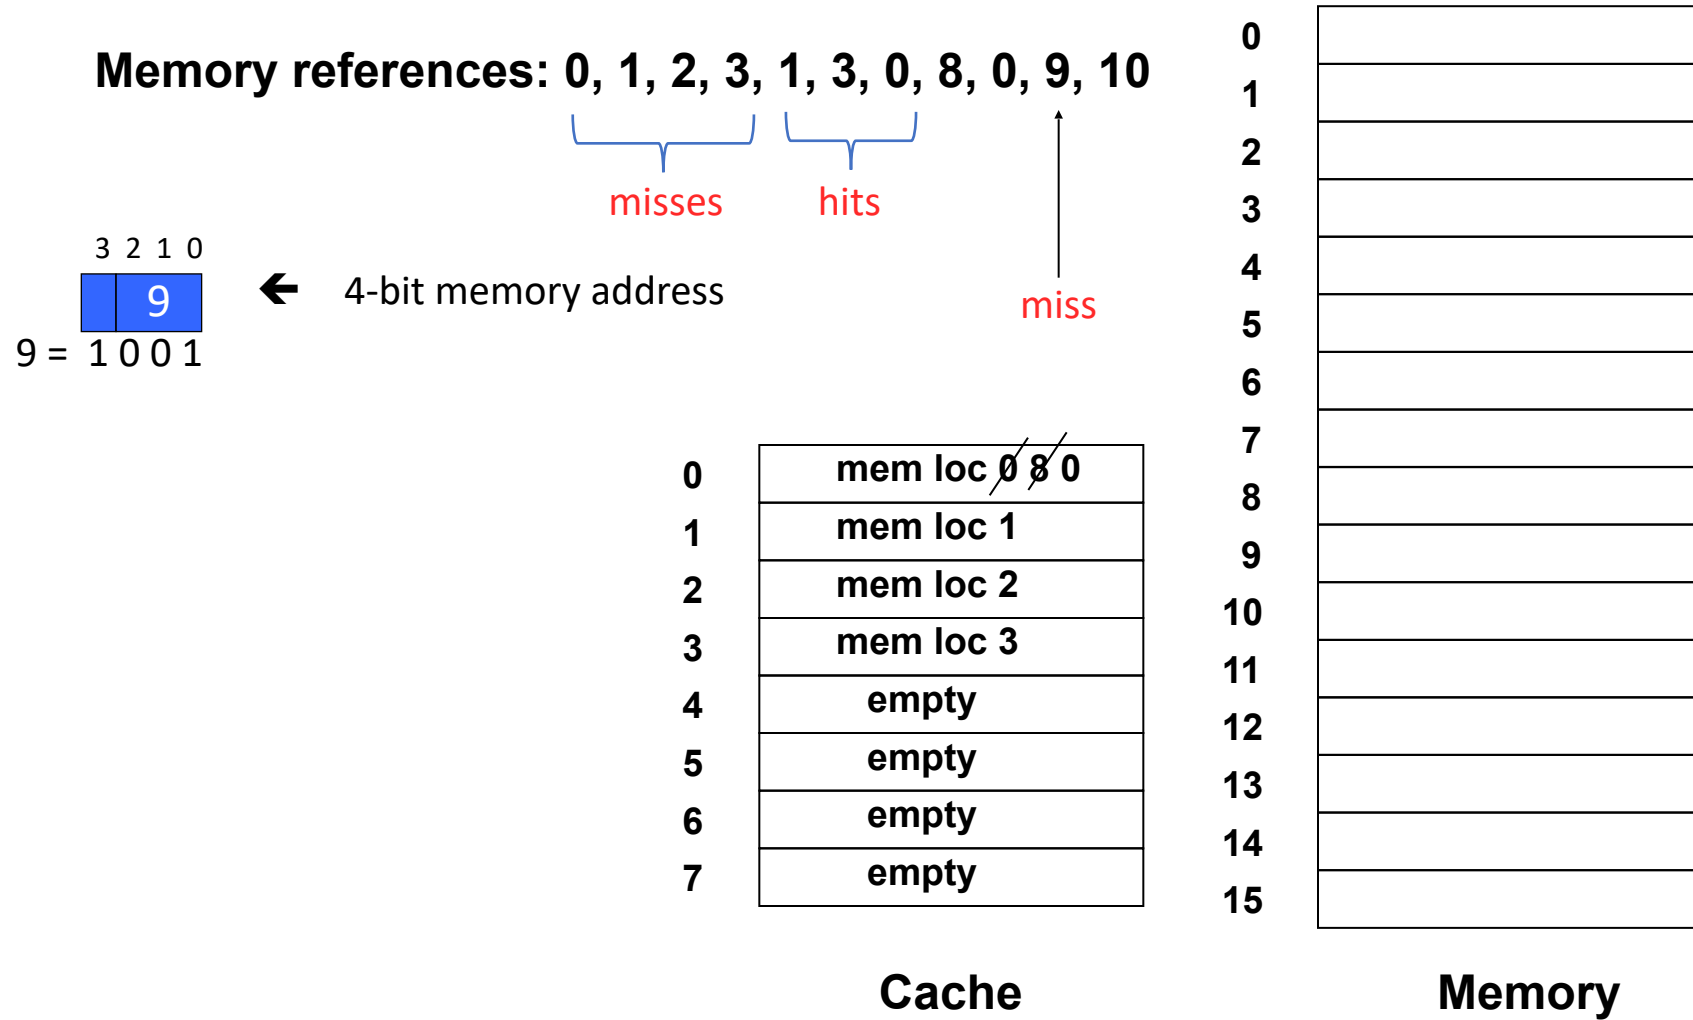 Memory references: 0, 1, 2, 3, 1, 3, 0, 8, 0, 9, 10
misses
hits
miss
3 2 1 0
9
4-bit memory address
9 = 1 0 0 1
0 mem loc 0 8 0
1 mem loc 1
2 mem loc 2
3 mem loc 3
4 empty
5 empty
6 empty
7 empty
Cache
0
1
2
3
4
5
6
7
8
9
10
11
12
13
14
15
Memory